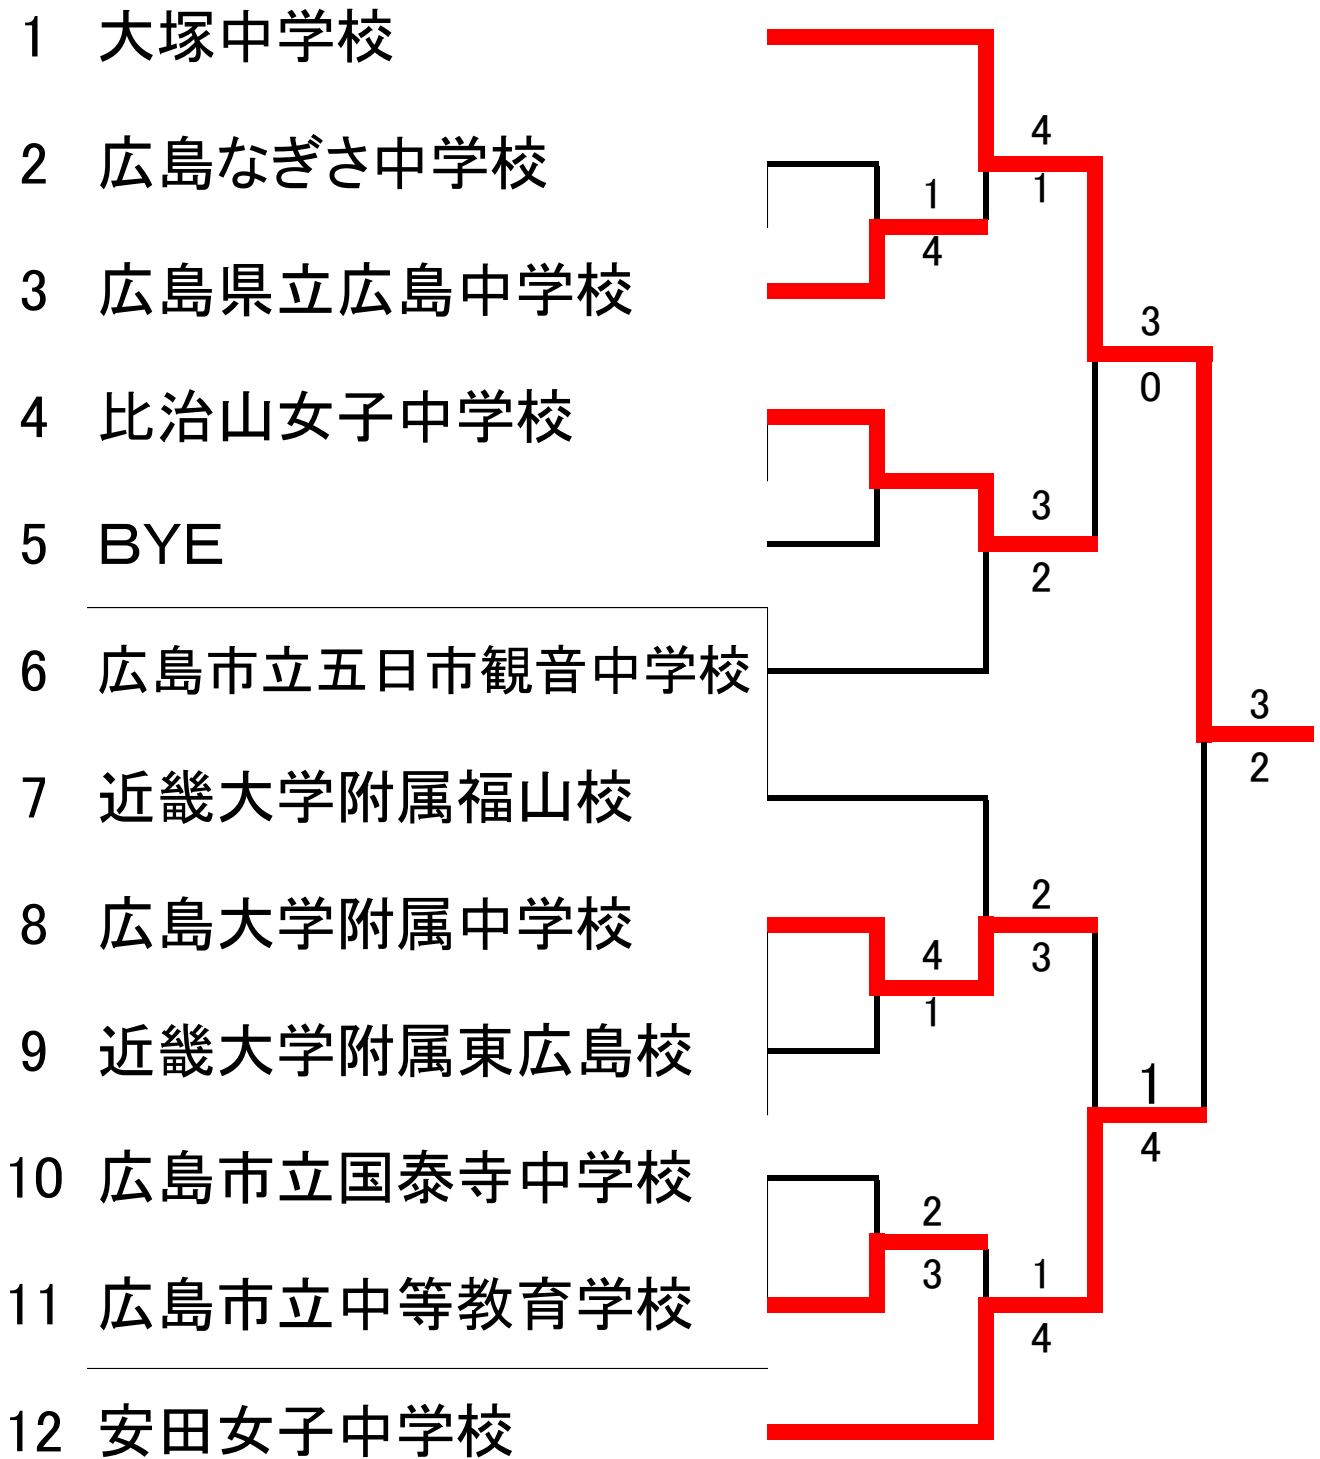 1 大塚中学校
4
2 広島なぎさ中学校
1
1
4
3 広島県立広島中学校
3
0
4 比治山女子中学校
3
5 BYE
2
6 広島市立五日市観音中学校
3
2
7 近畿大学附属福山校
2
8 広島大学附属中学校
4
3
1
9 近畿大学附属東広島校
1
4
10 広島市立国泰寺中学校
2
3
1
11 広島市立中等教育学校
4
12 安田女子中学校